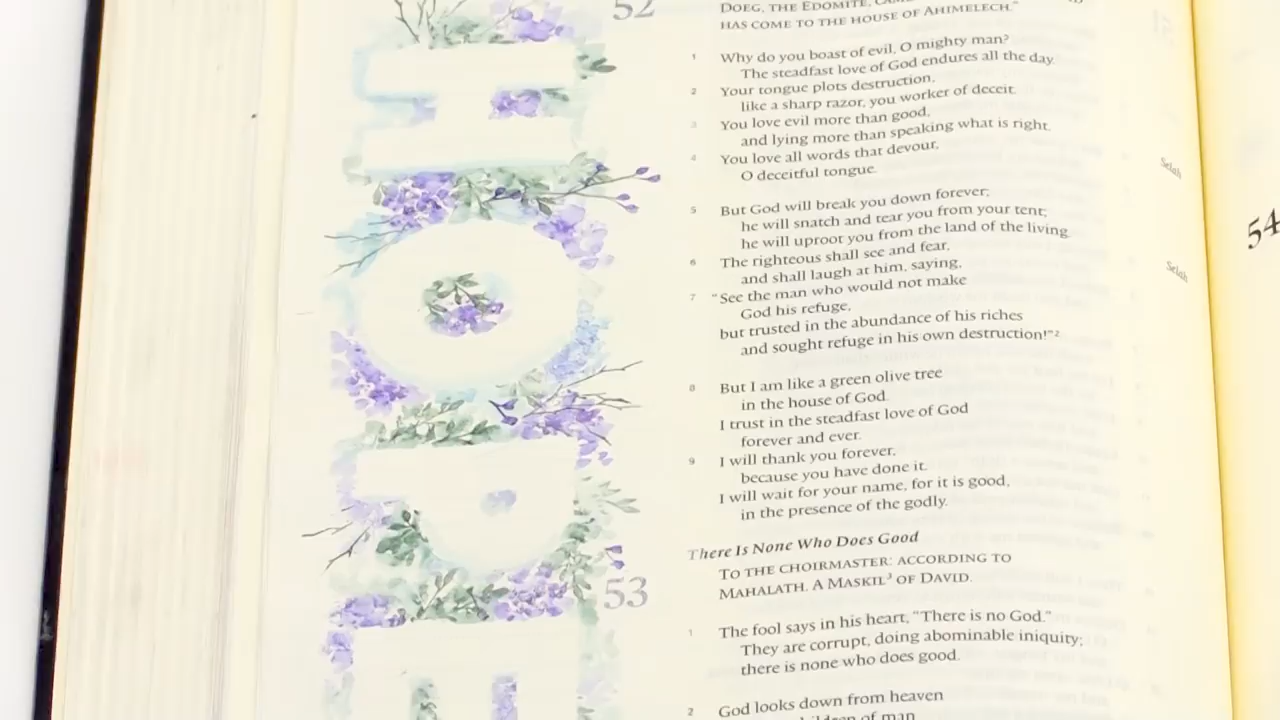 52
DOEG, THE EDOMITE,
HAS COME TO THE HOUSE OF AHIMELECH."
1 Why do you boast of evil, O mighty man?
The steadfast love of God endures all the day.
2 Your tongue plots destruction,
like a sharp razor, you worker of deceit.
3 You love evil more than good,
and lying more than speaking what is right.
Selah
4 You love all words that devour,
O deceitful tongue.
5 But God will break you down forever;
he will snatch and tear you from your tent;
he will uproot you from the land of the living.
Selah
6 The righteous shall see and fear,
and shall laugh at him, saying,
7 "See the man who would not make
God his refuge,
but trusted in the abundance of his riches
and sought refuge in his own destruction!"2
8 But I am like a green olive tree
in the house of God.
I trust in the steadfast love of God
forever and ever.
9 I will thank you forever,
because you have done it.
I will wait for your name, for it is good,
in the presence of the godly.
There Is None Who Does Good
53
TO THE CHOIRMASTER: ACCORDING TO
MAHALATH. A MASKIL3 OF DAVID.
1 The fool says in his heart, "There is no God."
They are corrupt, doing abominable iniquity;
there is none who does good.
2 God looks down from heaven
of man
54
HOPE